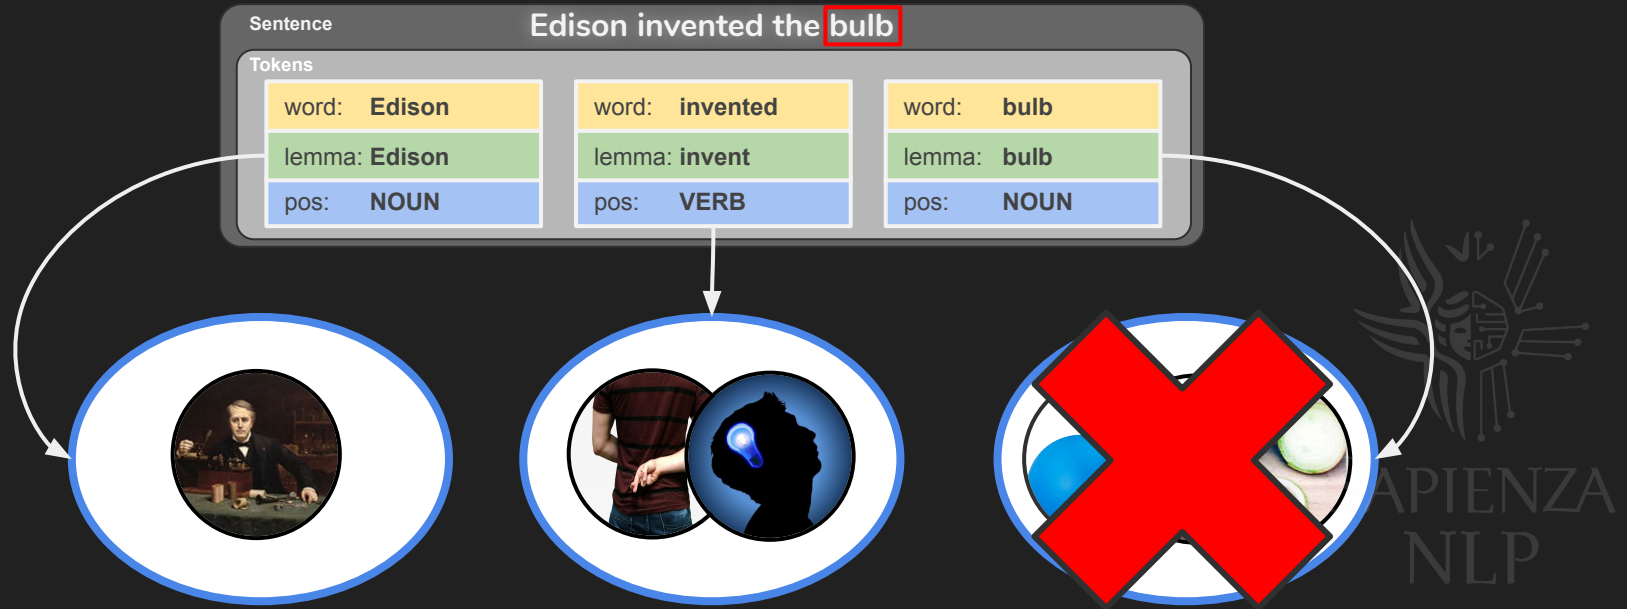 Sentence
Edison invented the bulb
Tokens
word: Edison
lemma: Edison
pos: NOUN
word: invented
lemma: invent
pos: VERB
word: bulb
lemma: bulb
pos: NOUN
APIENZA
NLP